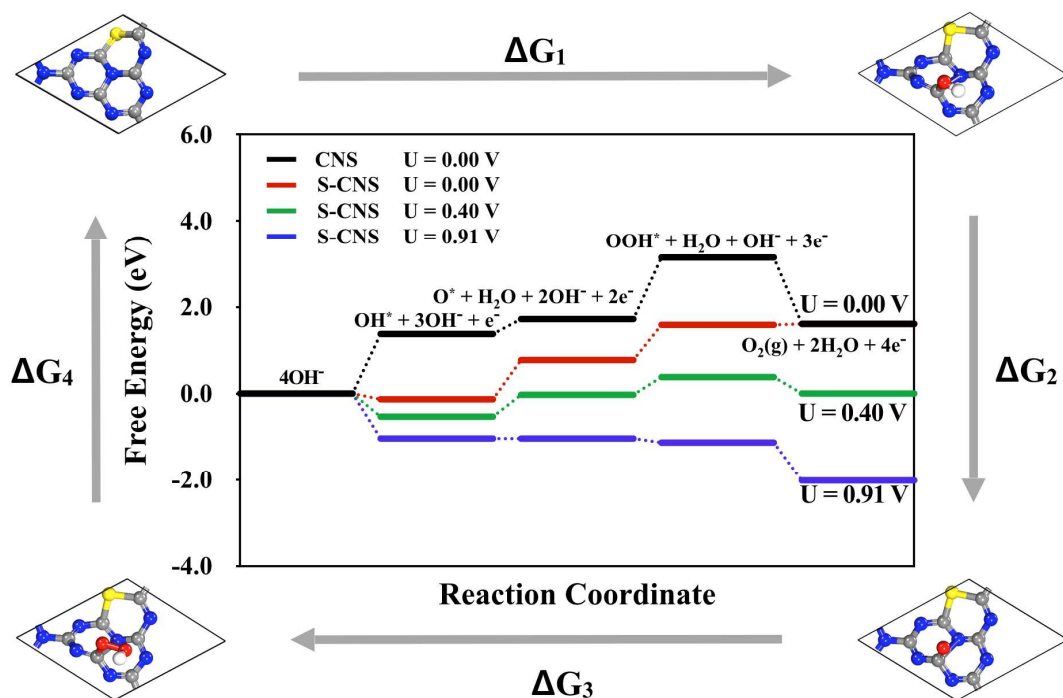 ΔG₁
6.0
CNS U = 0.00 V
S-CNS U = 0.00 V
S-CNS U = 0.40 V
S-CNS U = 0.91 V
4.0
OOH* + H₂O + OH⁻ + 3e⁻
O* + H₂O + 2OH⁻ + 2e⁻
2.0
OH* + 3OH⁻ + e⁻
U = 0.00 V
O₂(g) + 2H₂O + 4e⁻
4OH⁻
0.0
U = 0.40 V
-2.0
U = 0.91 V
-4.0
Free Energy (eV)
Reaction Coordinate
ΔG₄
ΔG₂
ΔG₃